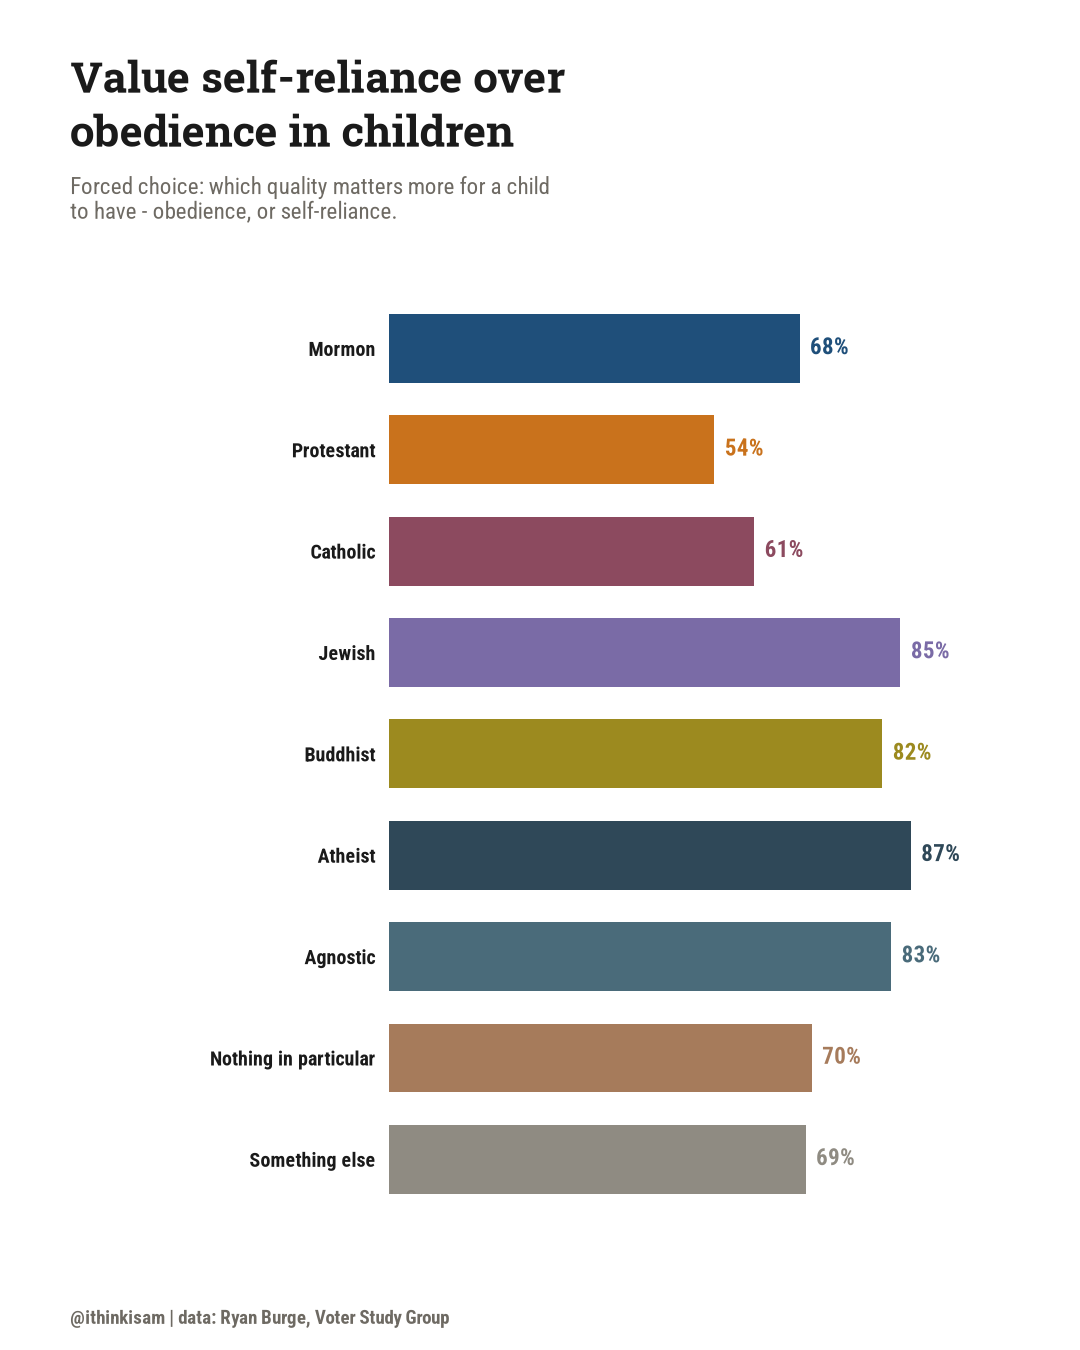 Value self-reliance over
obedience in children
Forced choice: which quality matters more for a child
to have - obedience, or self-reliance.
Mormon 68%
Protestant 54%
Catholic 61%
Jewish 85%
Buddhist 82%
Atheist 87%
Agnostic 83%
Nothing in particular 70%
Something else 69%
@ithinkisam | data: Ryan Burge, Voter Study Group